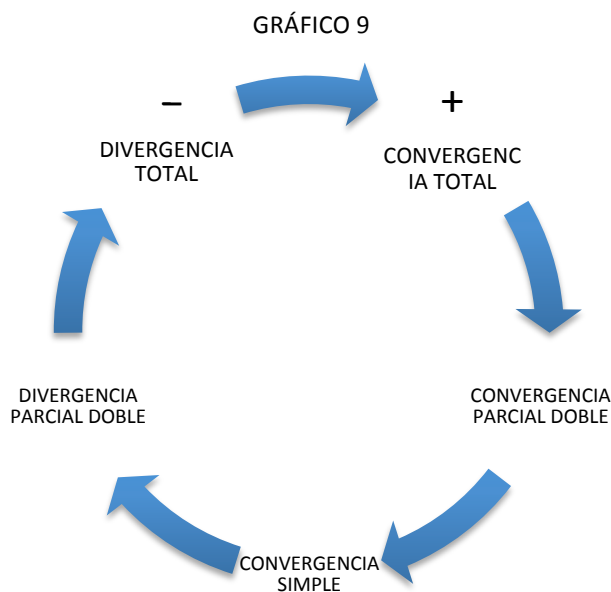 GRÁFICO 9
–
DIVERGENCIA
TOTAL
+
CONVERGENC
IA TOTAL
CONVERGENCIA
PARCIAL DOBLE
CONVERGENCIA
SIMPLE
DIVERGENCIA
PARCIAL DOBLE